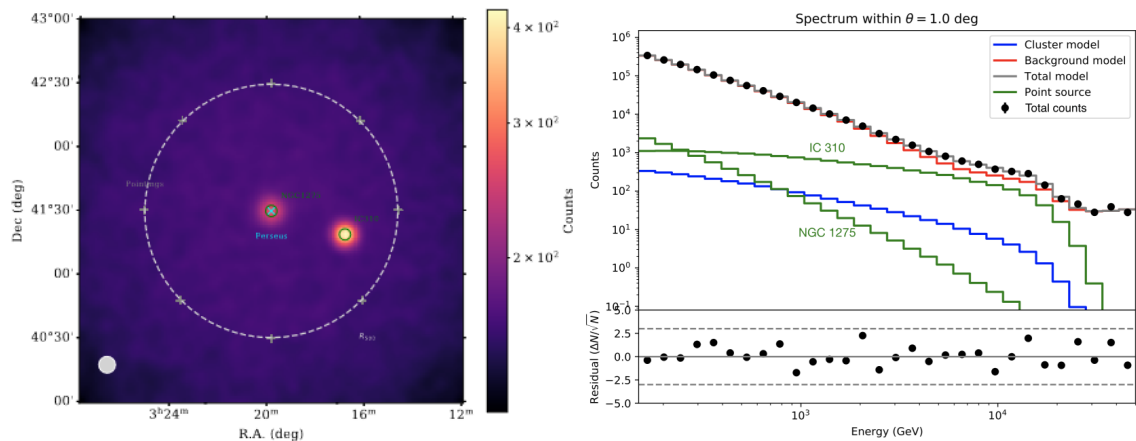 43°00'
42°30'
00'
41°30'
00'
40°30'
00'
Dec (deg)
3ʰ24ᵐ
20ᵐ
16ᵐ
12ᵐ
R.A. (deg)
Pointings
NGC1275
Perseus
R₅₀₀
4 × 10²
3 × 10²
2 × 10²
Counts
Spectrum within θ = 1.0 deg
Cluster model
Background model
Total model
Point source
Total counts
IC 310
NGC 1275
10⁶
10⁵
10⁴
10³
10²
10¹
10⁰
10⁻¹
Counts
5.0
2.5
0.0
−2.5
−5.0
Residual (ΔN/√N)
10³
10⁴
Energy (GeV)